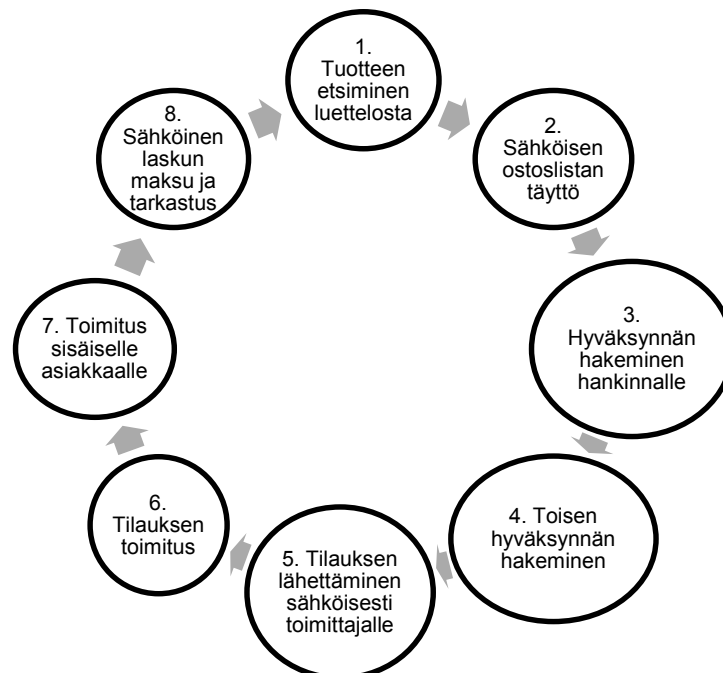 1.
Tuotteen
etsiminen
luettelosta
2.
Sähköisen
ostoslistan
täyttö
3.
Hyväksynnän
hakeminen
hankinnalle
4. Toisen
hyväksynnän
hakeminen
5. Tilauksen
lähettäminen
sähköisesti
toimittajalle
6.
Tilauksen
toimitus
7. Toimitus
sisäiselle
asiakkaalle
8.
Sähköinen
laskun
maksu ja
tarkastus